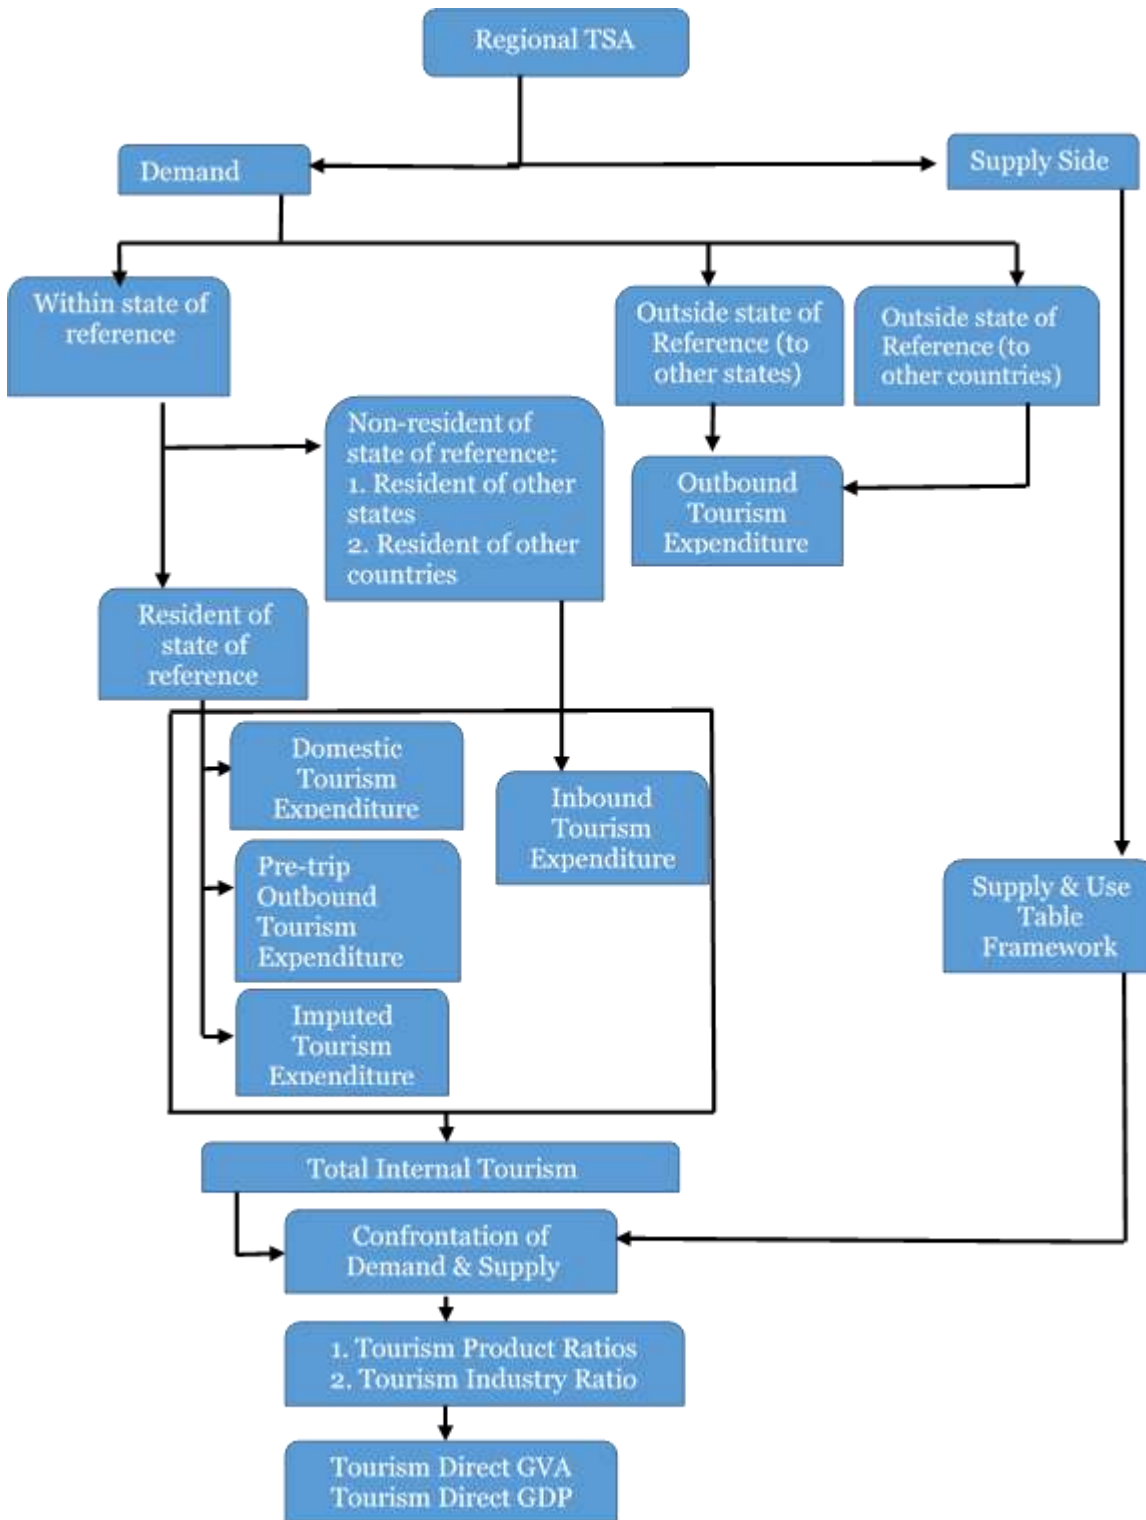 Regional TSA
Demand
Supply Side
Within state of
reference
Outside state of
Reference (to
other states)
Outside state of
Reference (to
other countries)
Non-resident of
state of reference:
1. Resident of other
states
2. Resident of other
countries
Outbound
Tourism
Expenditure
Resident of
state of
reference
Domestic
Tourism
Expenditure
Inbound
Tourism
Expenditure
Pre-trip
Outbound
Tourism
Expenditure
Supply & Use
Table
Framework
Imputed
Tourism
Expenditure
Total Internal Tourism
Confrontation of
Demand & Supply
1. Tourism Product Ratios
2. Tourism Industry Ratio
Tourism Direct GVA
Tourism Direct GDP